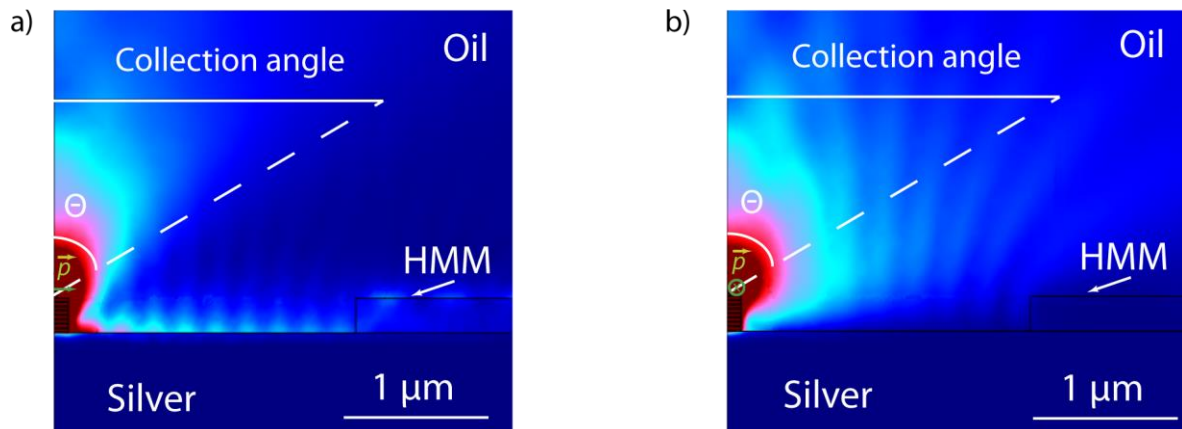 a)
Oil
Collection angle
Θ
p
HMM
Silver
1 μm
b)
Oil
Collection angle
Θ
p
HMM
Silver
1 μm